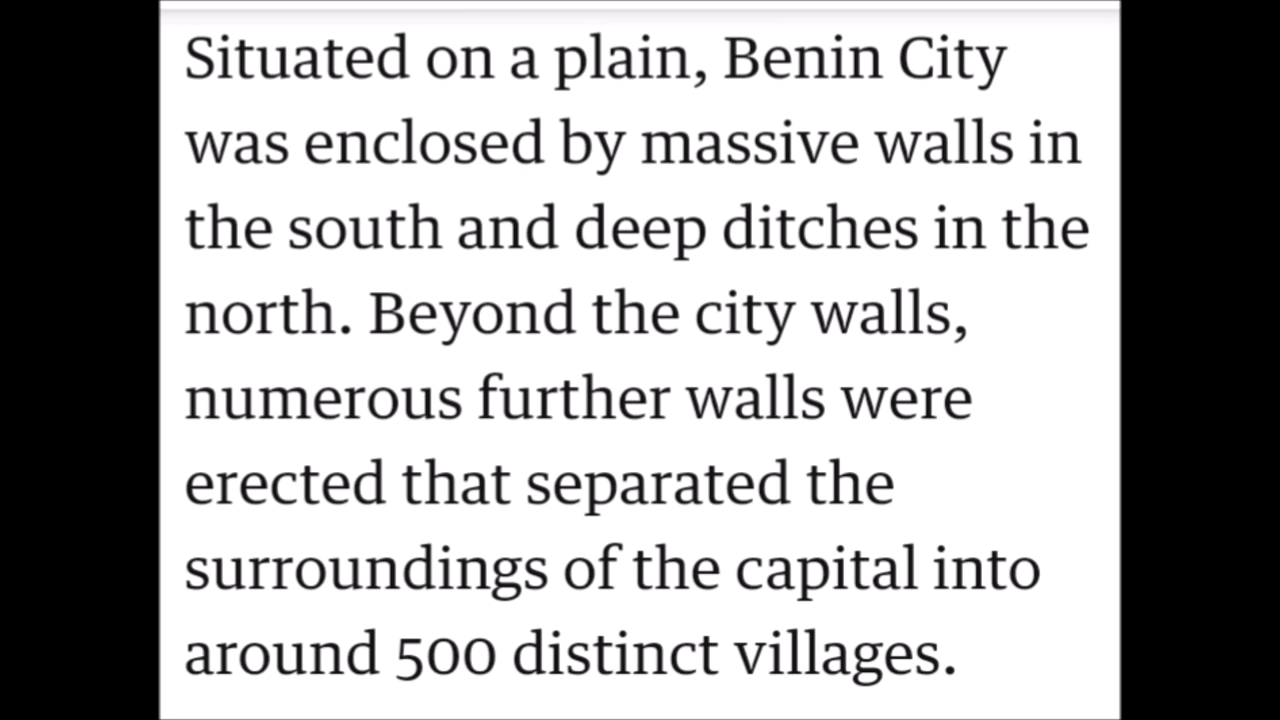 Situated on a plain, Benin City
was enclosed by massive walls in
the south and deep ditches in the
north. Beyond the city walls,
numerous further walls were
erected that separated the
surroundings of the capital into
around 500 distinct villages.